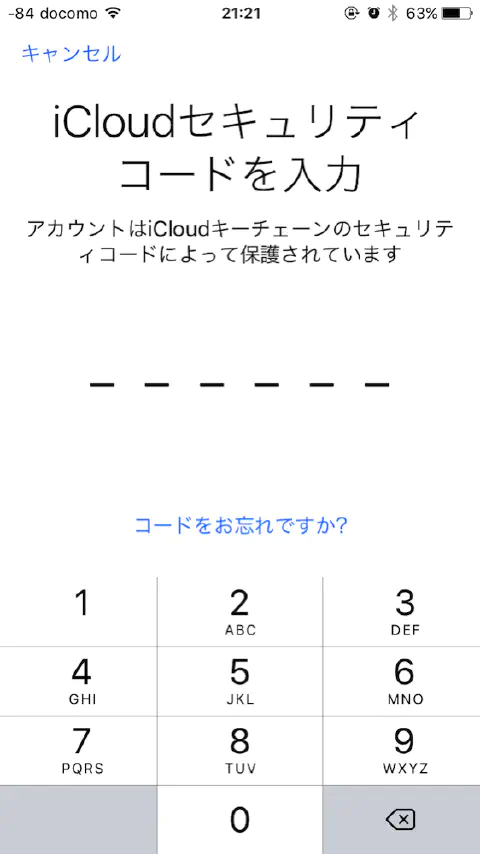 -84 docomo 21:21 63%
キャンセル
iCloudセキュリティ
コードを入力
アカウントはiCloudキーチェーンのセキュリテ
ィコードによって保護されています
コードをお忘れですか?
1 2 3
ABC DEF
4 5 6
GHI JKL MNO
7 8 9
PQRS TUV WXYZ
0